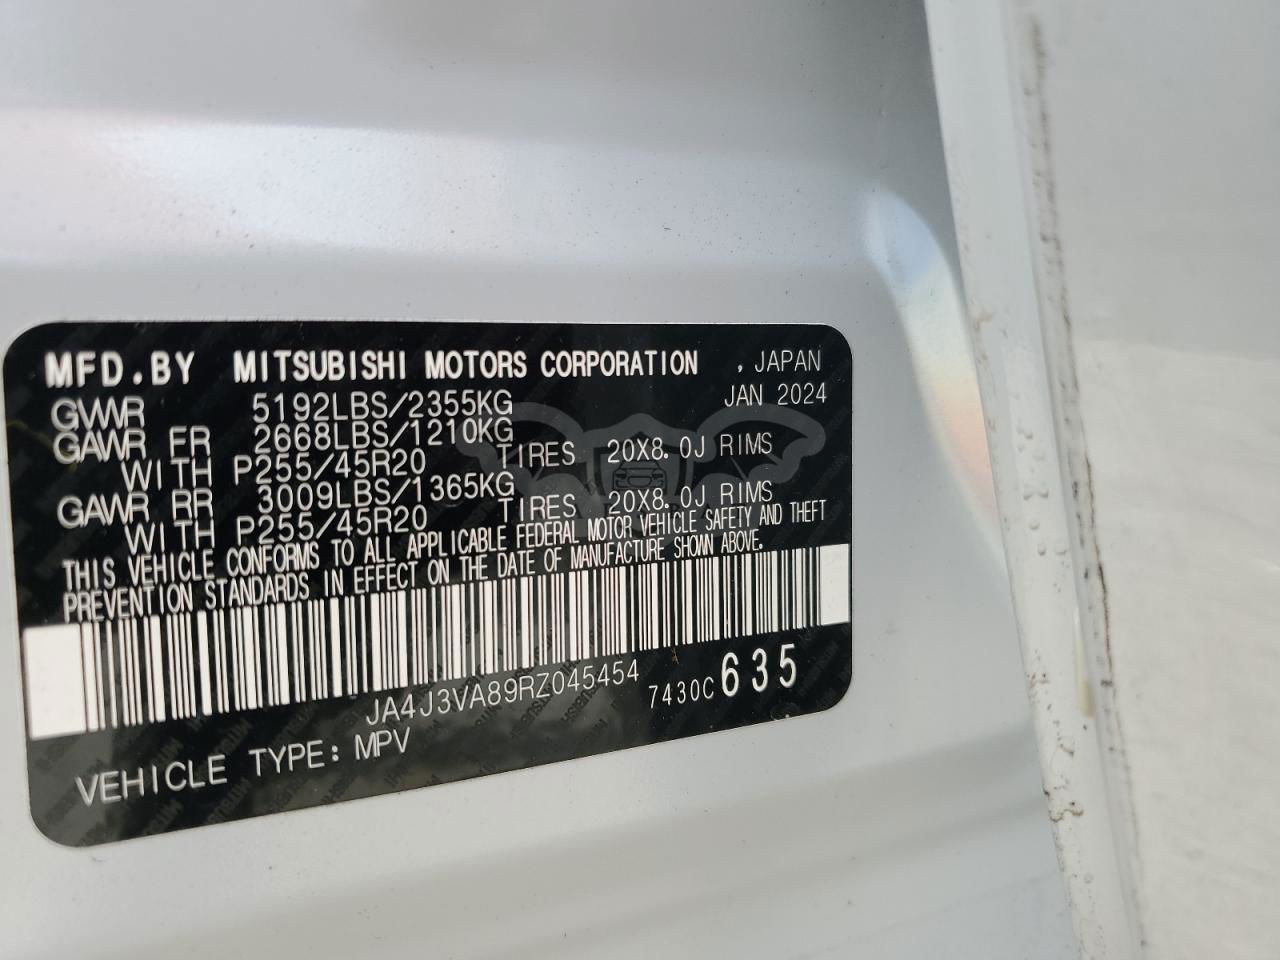 MFD.BY MITSUBISHI MOTORS CORPORATION , JAPAN
GVWR 5192LBS/2355KG JAN 2024
GAWR FR 2668LBS/1210KG
WITH P255/45R20 TIRES 20X8.0J RIMS
GAWR RR 3009LBS/1365KG
WITH P255/45R20 TIRES 20X8.0J RIMS
THIS VEHICLE CONFORMS TO ALL APPLICABLE FEDERAL MOTOR VEHICLE SAFETY AND THEFT
PREVENTION STANDARDS IN EFFECT ON THE DATE OF MANUFACTURE SHOWN ABOVE.
JA4J3VA89RZ045454 7430C 635
VEHICLE TYPE: MPV